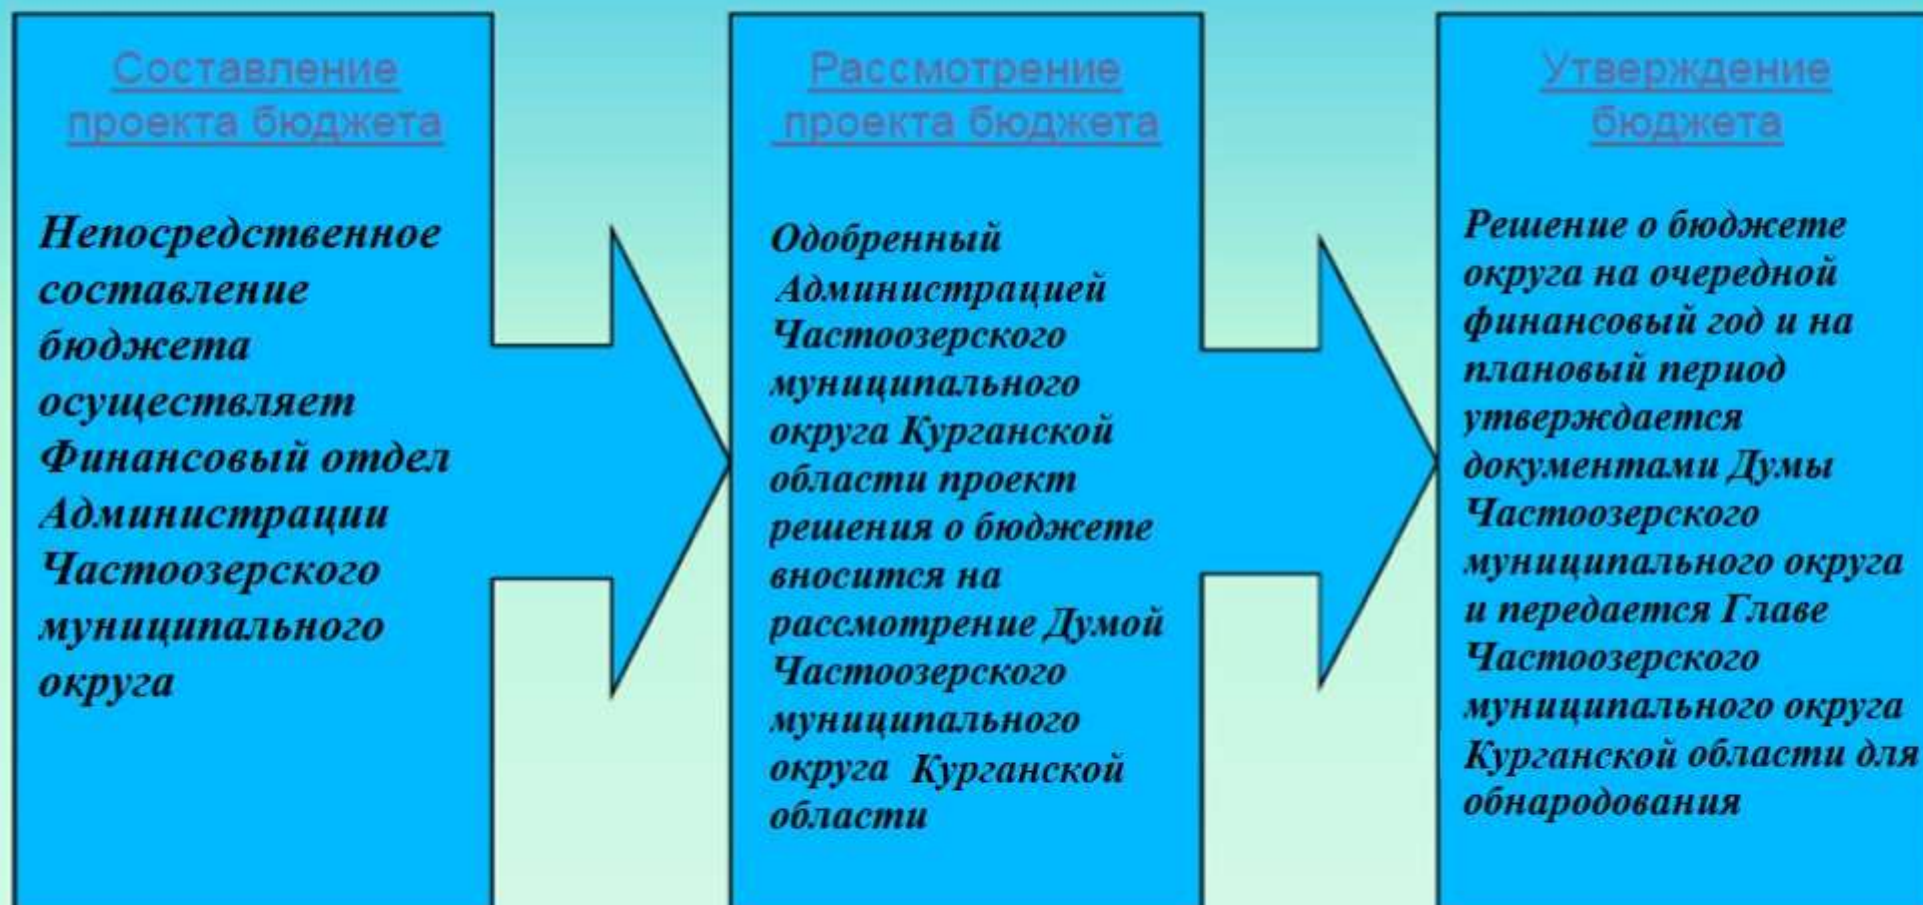 Составление
проекта бюджета
Непосредственное
составление
бюджета
осуществляет
Финансовый отдел
Администрации
Частоозерского
муниципального
округа
Рассмотрение
проекта бюджета
Одобренный
Администрацией
Частоозерского
муниципального
округа Курганской
области проект
решения о бюджете
вносится на
рассмотрение Думой
Частоозерского
муниципального
округа Курганской
области
Утверждение
бюджета
Решение о бюджете
округа на очередной
финансовый год и на
плановый период
утверждается
документами Думы
Частоозерского
муниципального округа
и передается Главе
Частоозерского
муниципального округа
Курганской области для
обнародования